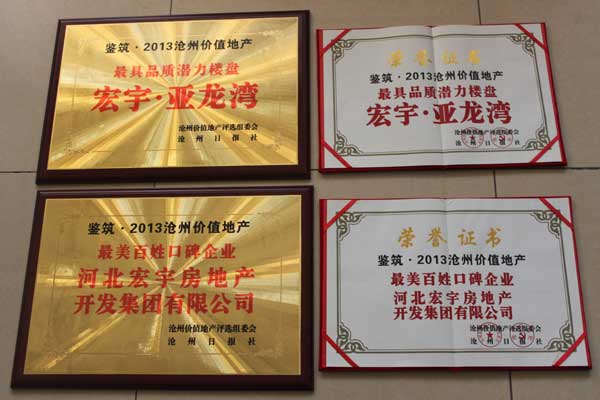 鉴筑·2013沧州价值地产
最具品质潜力楼盘
宏宇·亚龙湾
沧州价值地产评选组委会
沧州日报社
荣誉证书
鉴筑·2013沧州价值地产
最具品质潜力楼盘
宏宇·亚龙湾
沧州价值地产评选组委会
沧州日报社
鉴筑·2013沧州价值地产
最美百姓口碑企业
河北宏宇房地产
开发集团有限公司
沧州价值地产评选组委会
沧州日报社
荣誉证书
鉴筑·2013沧州价值地产
最美百姓口碑企业
河北宏宇房地产
开发集团有限公司
沧州价值地产评选组委会
沧州日报社